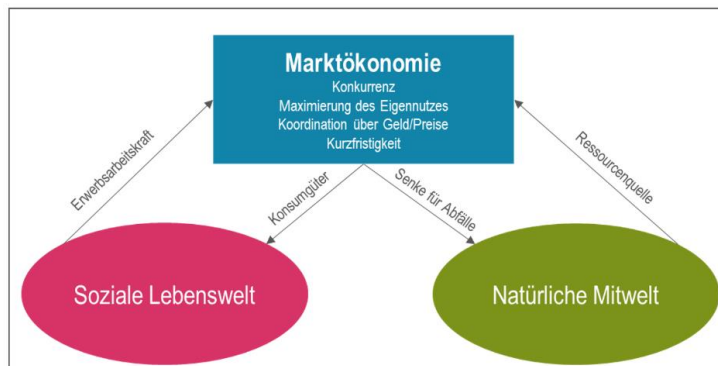 Marktökonomie
Konkurrenz
Maximierung des Eigennutzes
Koordination über Geld/Preise
Kurzfristigkeit
Erwerbsarbeitskraft
Konsumgüter
Senke für Abfälle
Ressourcenquelle
Soziale Lebenswelt
Natürliche Mitwelt